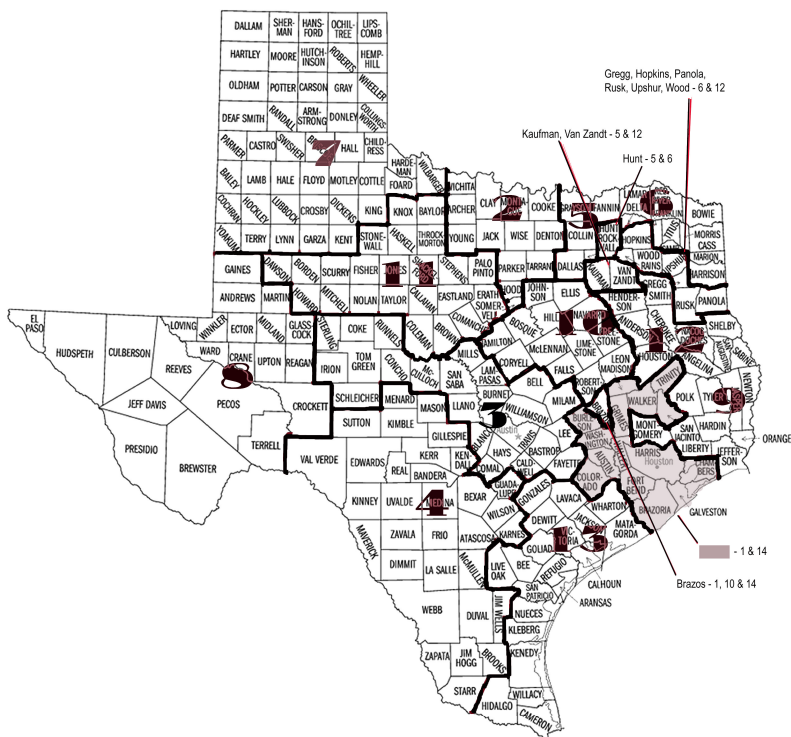 DALLAM SHER-MAN HANS-FORD OCHIL-TREE LIPS-COMB
HARTLEY MOORE HUTCH-INSON ROBERTS HEMP-HILL
OLDHAM POTTER CARSON GRAY WHEELER
DEAF SMITH RANDALL ARM-STRONG DONLEY COLLINGS-WORTH
PARMER CASTRO SWISHER HALL CHILD-RESS
7
BAILEY LAMB HALE FLOYD MOTLEY COTTLE HARDE-MAN FOARD WILBARGER
COCHRAN HOCKLEY LUBBOCK CROSBY DICKENS KING KNOX BAYLOR
YOAKUM TERRY LYNN GARZA KENT STONE-WALL HASKELL THROCK-MORTON
Gregg, Hopkins, Panola,
Rusk, Upshur, Wood - 6 & 12
Kaufman, Van Zandt - 5 & 12
Hunt - 5 & 6
WICHITA CLAY COOKE FANNIN LAMAR DEL BOWIE
ARCHER 2 COLLIN HUNT ROCK WALL HOPKINS TITUS MORRIS CASS
YOUNG JACK WISE DENTON WOOD RAINS UPSHUR MARION
PALO PINTO PARKER TARRANT DALLAS KAUFMAN VAN ZANDT GREGG HARRISON
GAINES DAWSON BORDEN SCURRY FISHER JONES STEPHENS
ANDREWS MARTIN HOWARD MITCHELL NOLAN TAYLOR CALLAHAN EASTLAND
HOOD JOHN-SON ELLIS HENDER-SON SMITH RUSK PANOLA
ERATH SOMER-VELL HILL NAVARRO ANDERSON CHEROKEE SHELBY
EL PASO HUDSPETH CULBERSON LOVING WINKLER ECTOR MIDLAND GLASS COCK STERLING COKE RUNNELS COLEMAN BROWN COMANCHE
REEVES WARD CRANE UPTON REAGAN IRION TOM GREEN CONCHO McCULLOCH SAN SABA MILLS HAMILTON BOSQUE
8
JEFF DAVIS PECOS CROCKETT SCHLEICHER MENARD MASON LLANO BURNET LAM-PASAS CORYELL McLENNAN LIME-STONE FALLS
PRESIDIO BREWSTER TERRELL VAL VERDE SUTTON KIMBLE GILLESPIE BLANCO BELL LEON MADISON HOUSTON ANGELINA SABINE
3 WILLIAMSON MILAM ROBERT-SON WALKER TRINITY POLK TYLER NEWTON
Austin TRAVIS LEE BASTROP GRIMES MONT-GOMERY SAN JACINTO HARDIN
HAYS CALD-WELL FAYETTE AUSTIN HARRIS LIBERTY JEFFER-SON ORANGE
Houston CHAM-BERS
EDWARDS REAL KERR BANDERA KEN-DALL COMAL GUADA-LUPE COLOR-ADO FORT BEND
GONZALES LAVACA WHARTON BRAZORIA GALVESTON
KINNEY UVALDE MEDINA BEXAR WILSON DEWITT JACKSON MATA-GORDA
4
MAVERICK ZAVALA FRIO ATASCOSA KARNES GOLIAD VIC-TORIA
- 1 & 14
DIMMIT LA SALLE McMULLEN LIVE OAK BEE REFUGIO CALHOUN
Brazos - 1, 10 & 14
WEBB DUVAL JIM WELLS SAN PATRICIO ARANSAS
NUECES
KLEBERG
ZAPATA JIM HOGG BROOKS KENEDY
STARR WILLACY
HIDALGO
CAMERON